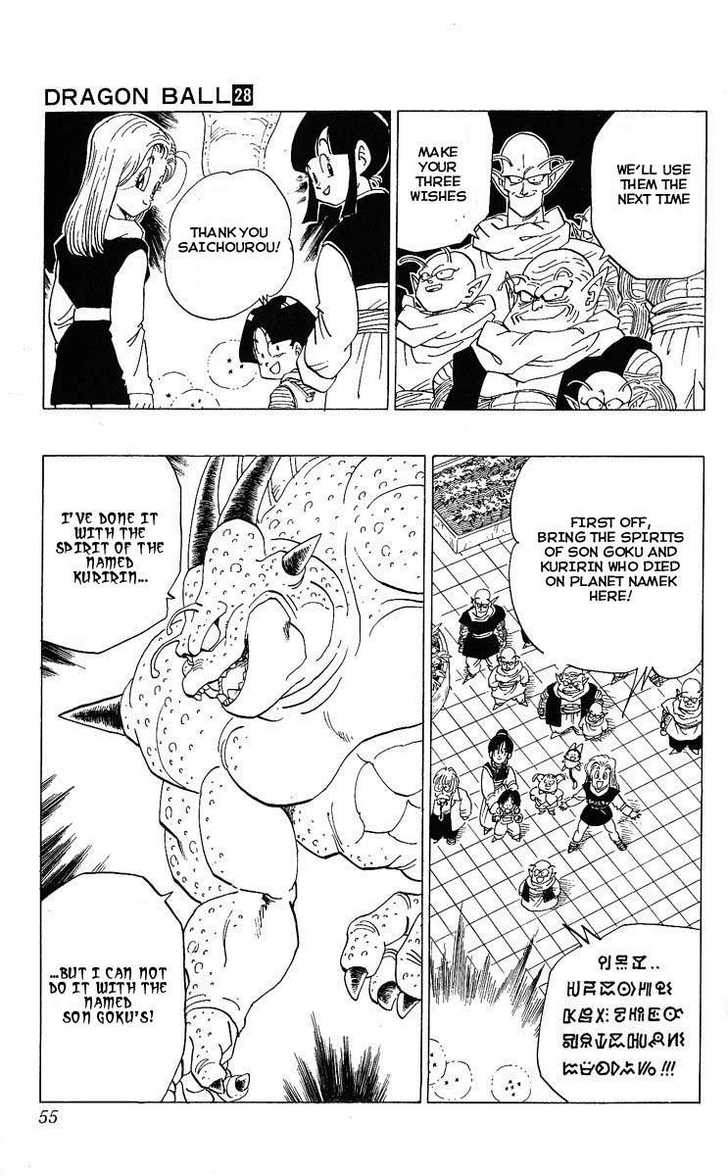 DRAGON BALL 28
MAKE
YOUR
THREE
WISHES
WE'LL USE
THEM THE
NEXT TIME
THANK YOU
SAICHOUROU!
FIRST OFF,
BRING THE SPIRITS
OF SON GOKU AND
KURIRIN WHO DIED
ON PLANET NAMEK
HERE!
I'VE DONE IT
WITH THE
SPIRIT OF THE
NAMED
KURIRIN...
...BUT I CAN NOT
DO IT WITH THE
NAMED
SON GOKU'S!
55